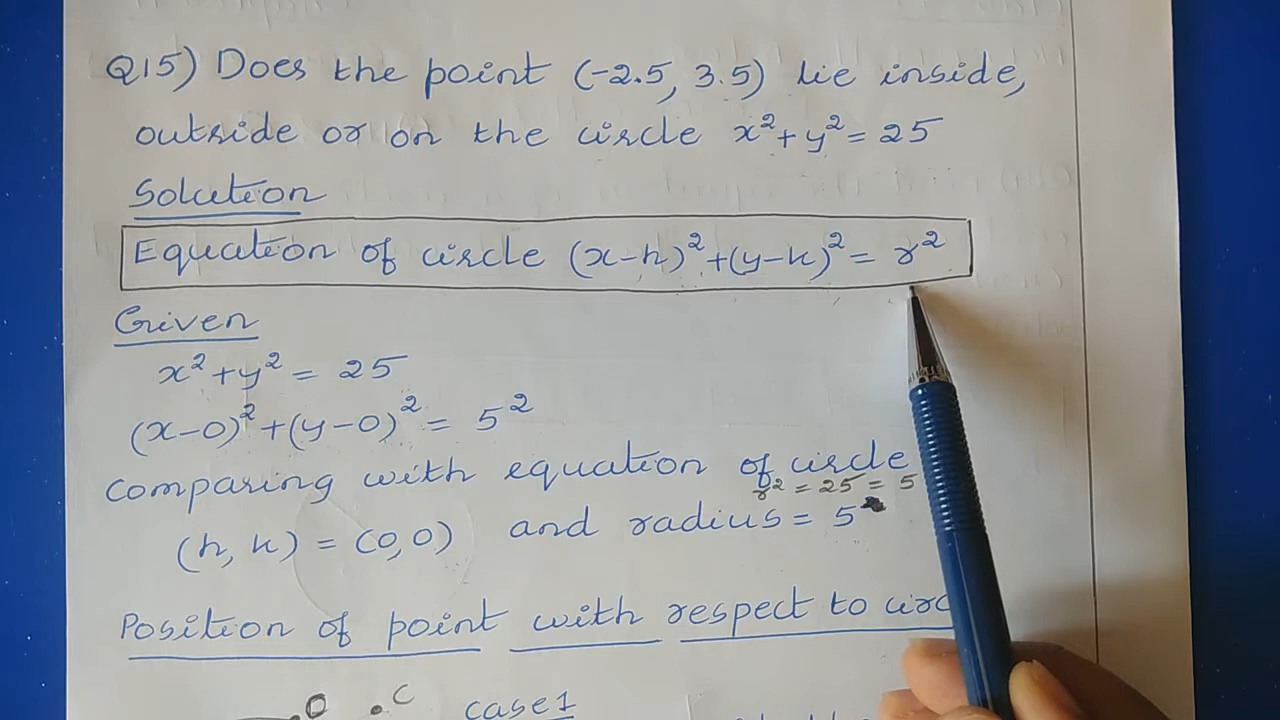 Q15) Does the point (-2.5, 3.5) lie inside,
outside or on the circle x²+y²= 25
Solution
Equation of circle (x-h)²+(y-k)²= r²
Given
x²+y² = 25
(x-0)²+(y-0)² = 5²
comparing with equation of circle
r² = 25 = 5
(h, k) = (0,0) and radius = 5
Position of point with respect to circ
O .C case1